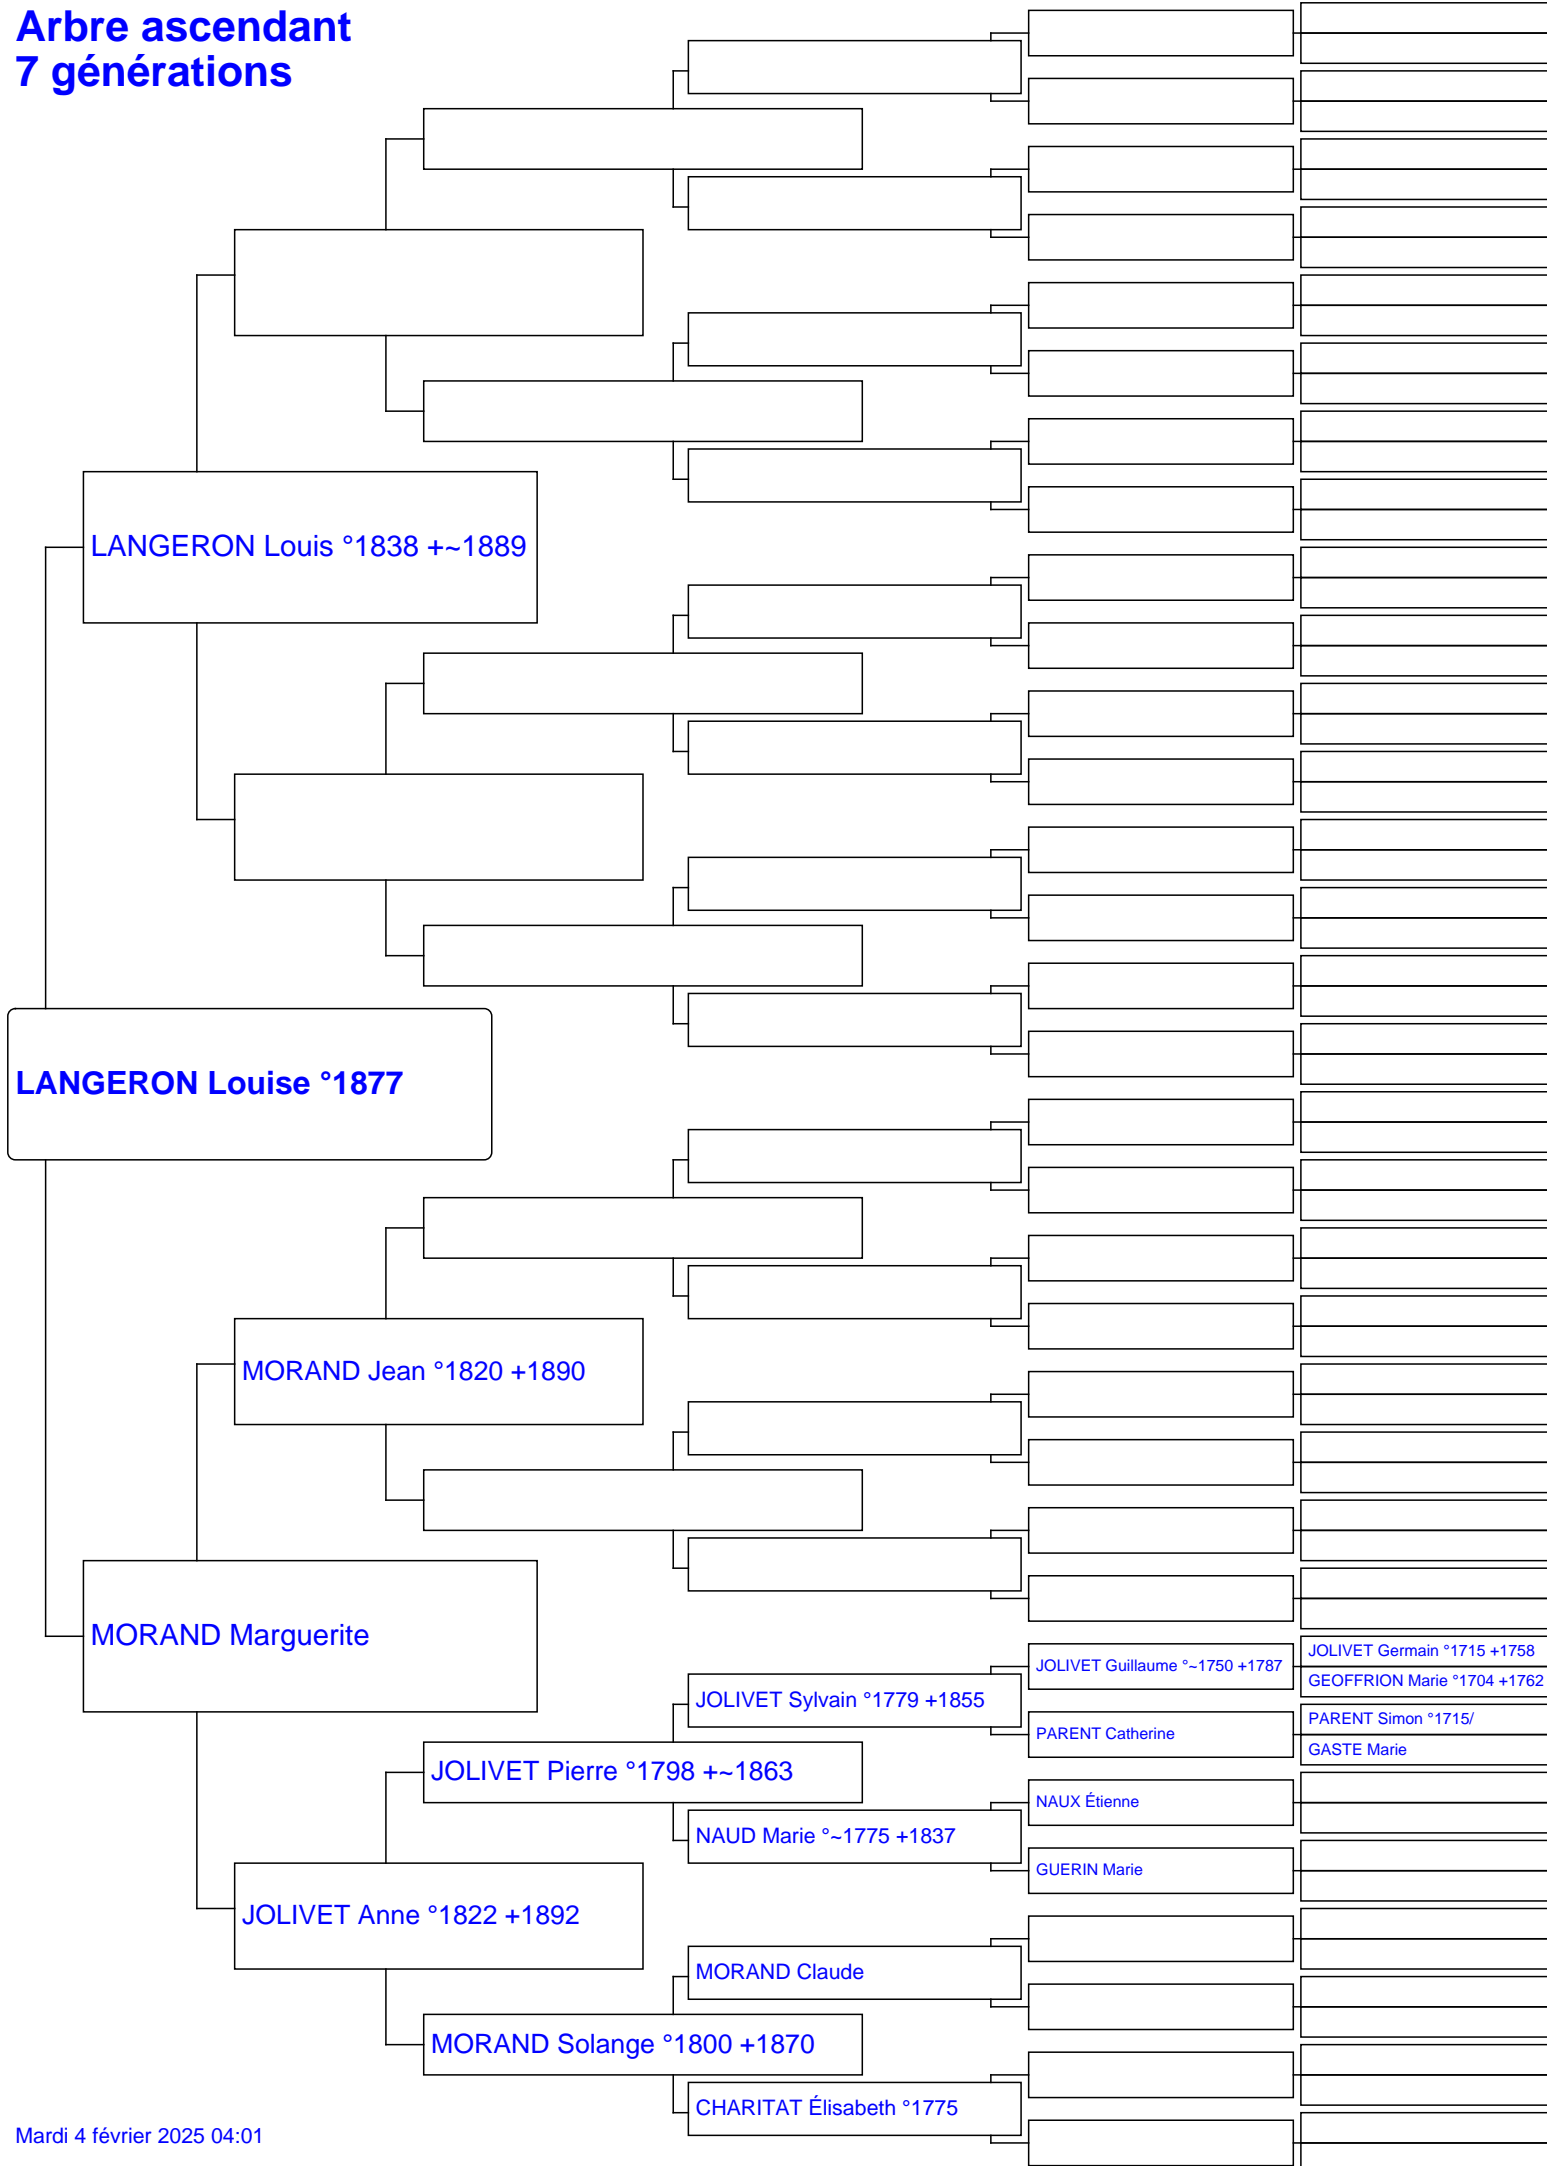 Arbre ascendant
7 générations
LANGERON Louis °1838 +~1889
LANGERON Louise °1877
MORAND Jean °1820 +1890
MORAND Marguerite
JOLIVET Guillaume °~1750 +1787
JOLIVET Germain °1715 +1758
GEOFFRION Marie °1704 +1762
JOLIVET Sylvain °1779 +1855
PARENT Catherine
PARENT Simon °1715/
GASTE Marie
JOLIVET Pierre °1798 +~1863
NAUX Étienne
NAUD Marie °~1775 +1837
GUERIN Marie
JOLIVET Anne °1822 +1892
MORAND Claude
MORAND Solange °1800 +1870
CHARITAT Élisabeth °1775
Mardi 4 février 2025 04:01